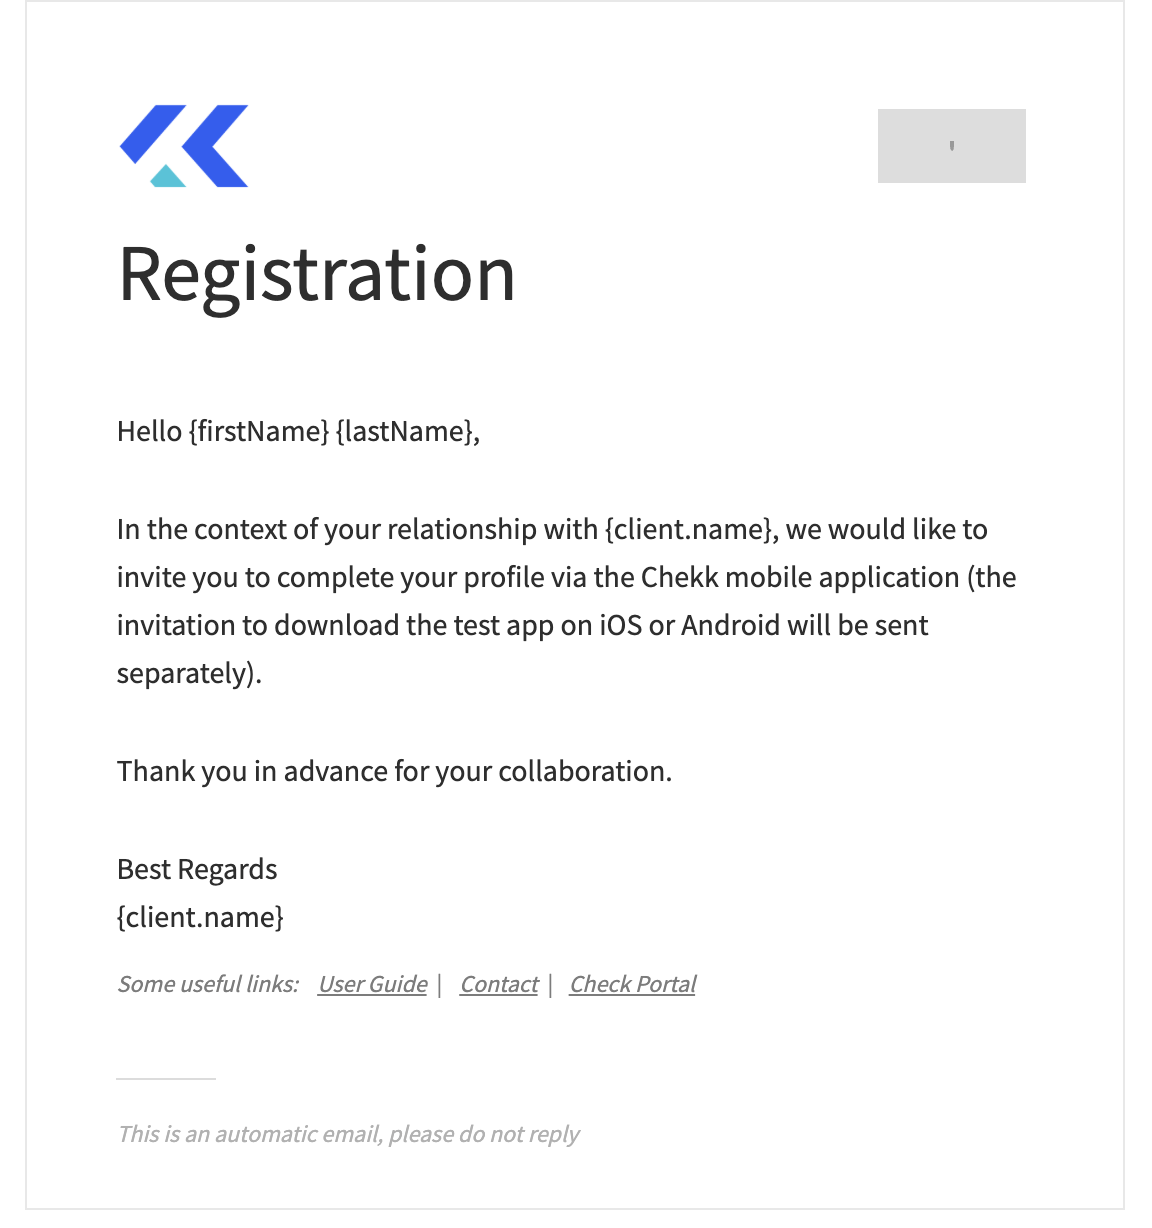 Registration
Hello {firstName} {lastName},
In the context of your relationship with {client.name}, we would like to
invite you to complete your profile via the Chekk mobile application (the
invitation to download the test app on iOS or Android will be sent
separately).
Thank you in advance for your collaboration.
Best Regards
{client.name}
Some useful links: User Guide | Contact | Check Portal
This is an automatic email, please do not reply